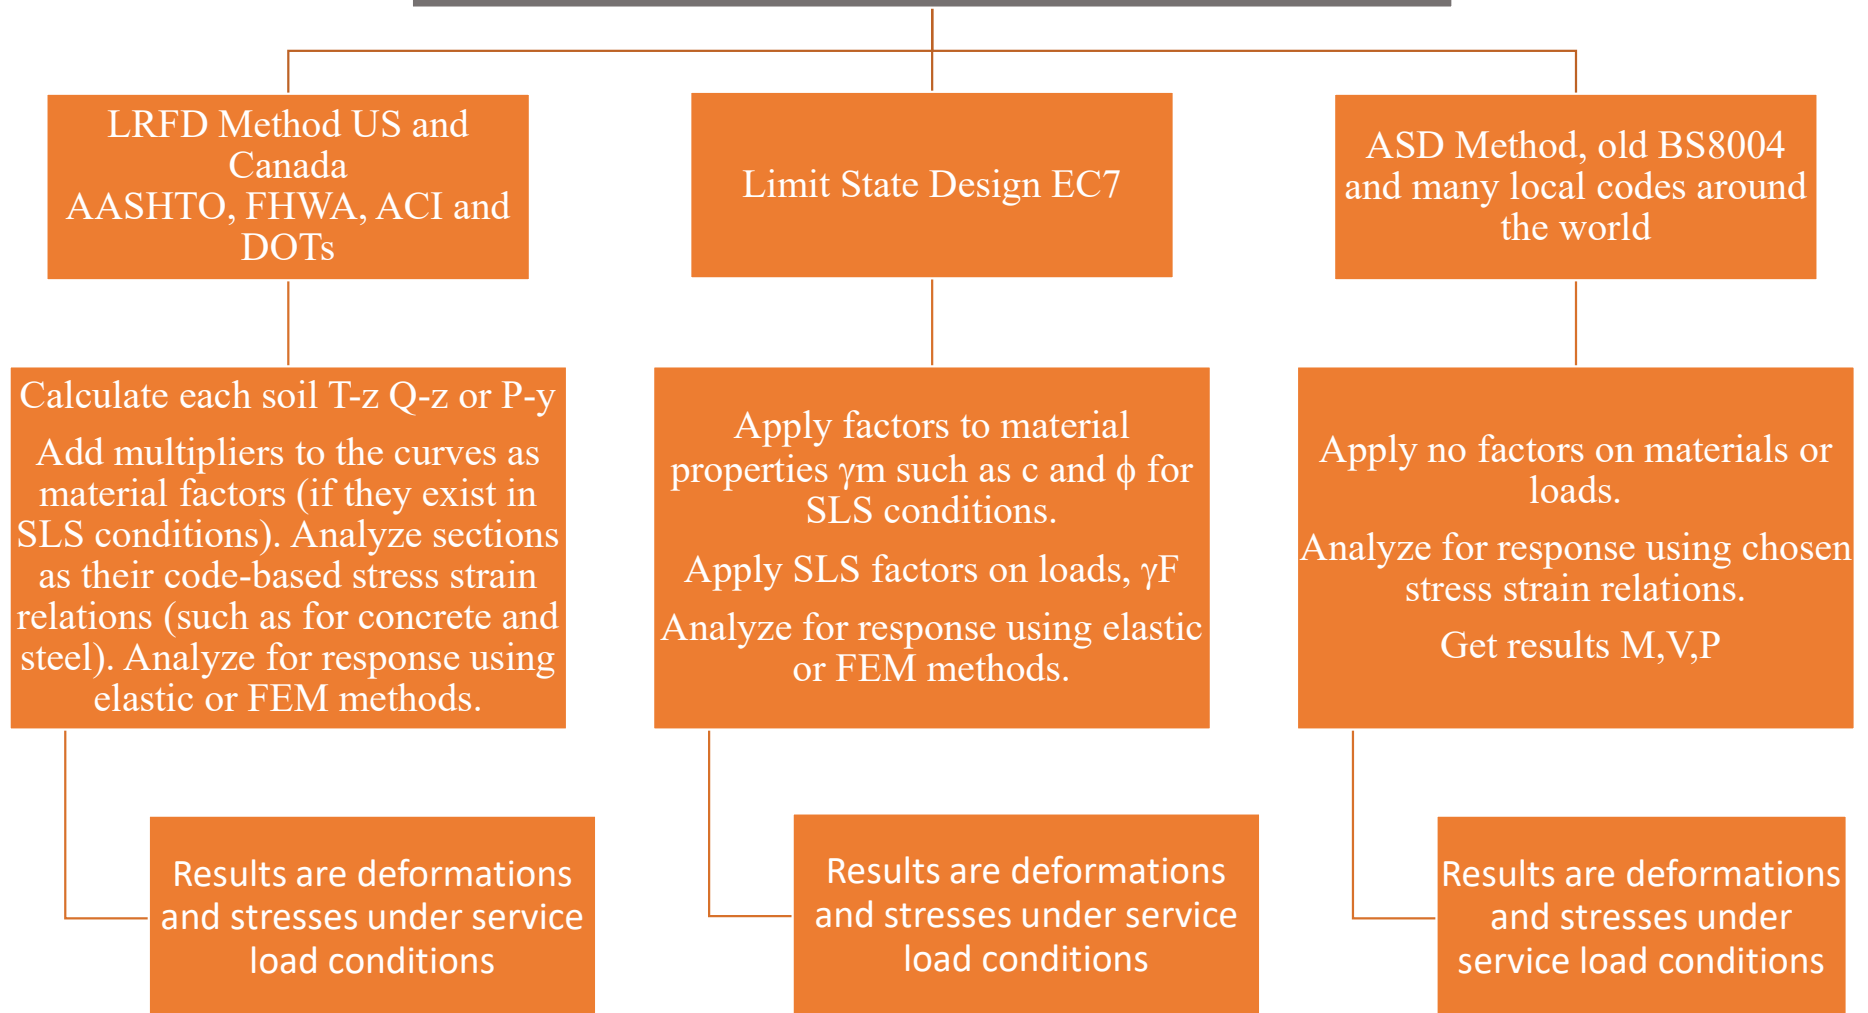 LRFD Method US and
Canada
AASHTO, FHWA, ACI and
DOTs
Limit State Design EC7
ASD Method, old BS8004
and many local codes around
the world
Calculate each soil T-z Q-z or P-y
Add multipliers to the curves as
material factors (if they exist in
SLS conditions). Analyze sections
as their code-based stress strain
relations (such as for concrete and
steel). Analyze for response using
elastic or FEM methods.
Apply factors to material
properties γm such as c and ϕ for
SLS conditions.
Apply SLS factors on loads, γF
Analyze for response using elastic
or FEM methods.
Apply no factors on materials or
loads.
Analyze for response using chosen
stress strain relations.
Get results M,V,P
Results are deformations
and stresses under service
load conditions
Results are deformations
and stresses under service
load conditions
Results are deformations
and stresses under
service load conditions